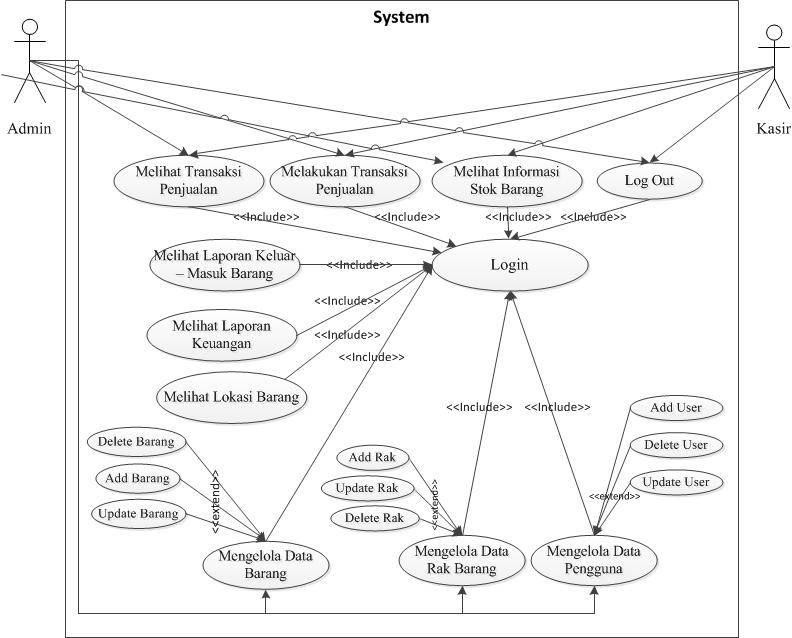 System
Admin
Kasir
Melihat Transaksi
Penjualan
Melakukan Transaksi
Penjualan
Melihat Informasi
Stok Barang
Log Out
<<Include>>
<<Include>>
<<Include>>
<<Include>>
Melihat Laporan Keluar
– Masuk Barang
<<Include>>
Login
<<Include>>
Melihat Laporan
Keuangan
<<Include>>
<<Include>>
Melihat Lokasi Barang
<<Include>>
<<Include>>
Add User
Delete User
Update User
<<extend>>
Delete Barang
Add Barang
Update Barang
<<extend>>
Add Rak
Update Rak
Delete Rak
<<extend>>
Mengelola Data
Barang
Mengelola Data
Rak Barang
Mengelola Data
Pengguna